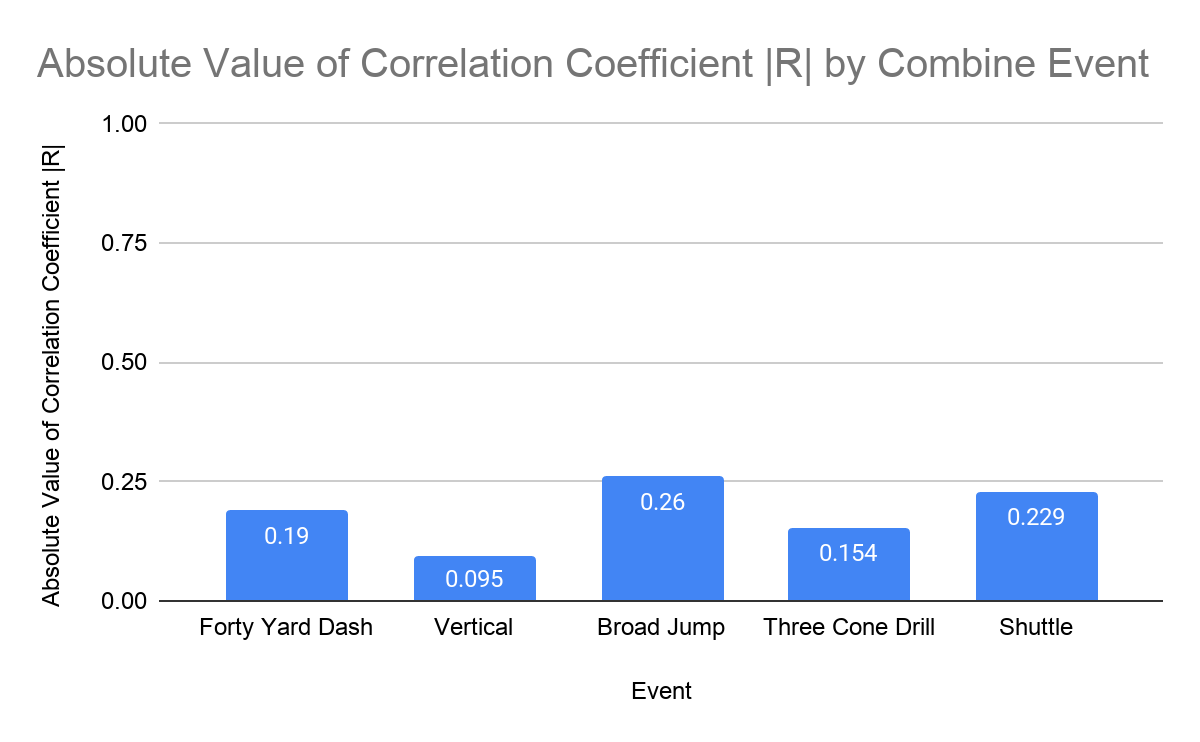 Absolute Value of Correlation Coefficient |R| by Combine Event
Absolute Value of Correlation Coefficient |R|
1.00
0.75
0.50
0.25
0.00
0.19
0.095
0.26
0.154
0.229
Forty Yard Dash
Vertical
Broad Jump
Three Cone Drill
Shuttle
Event